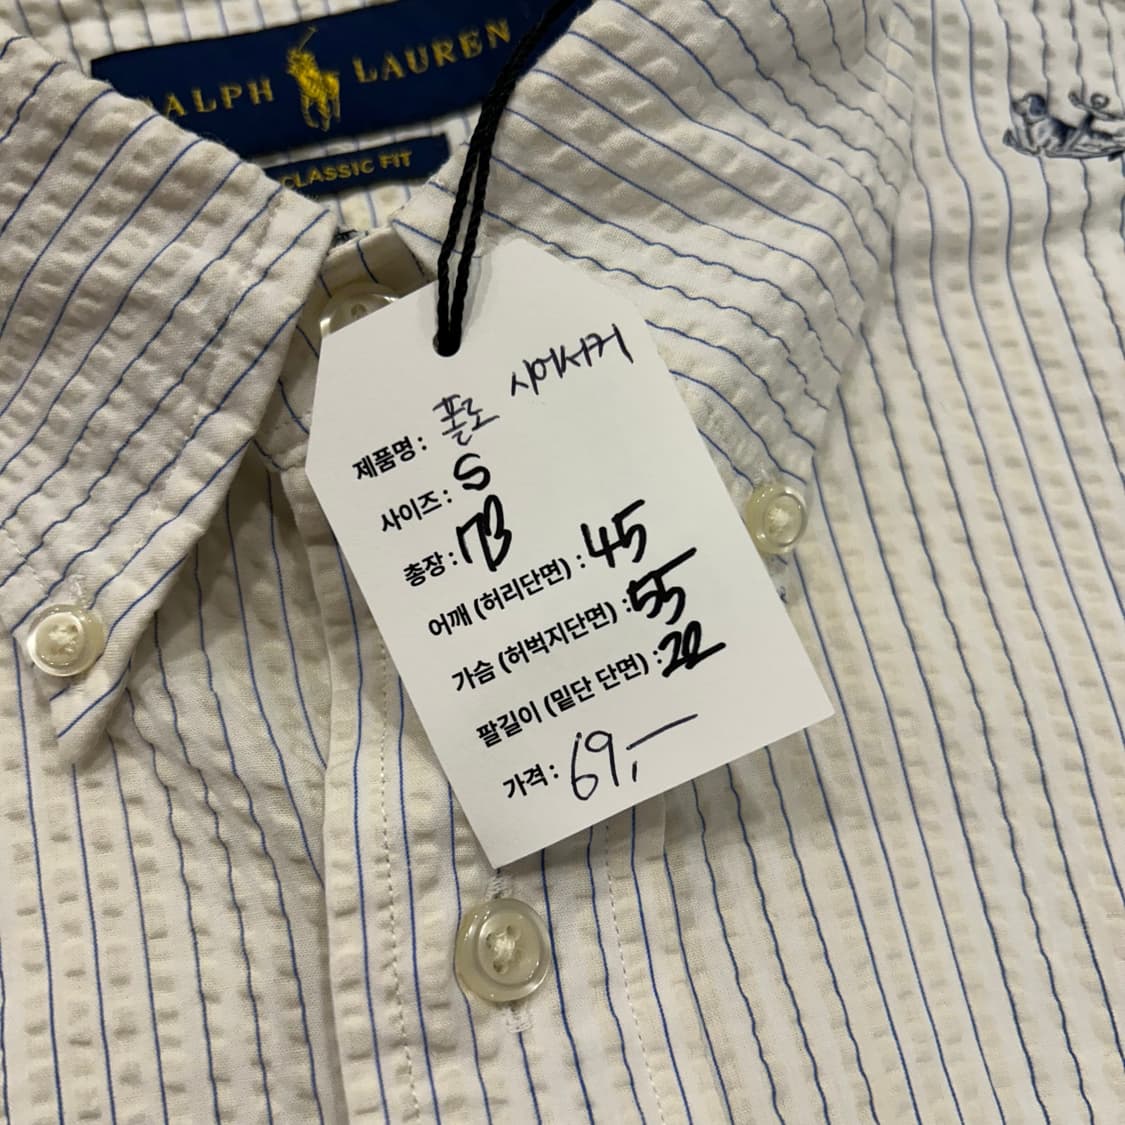 RALPH LAUREN
CLASSIC FIT
제품명 : 폴로 시어서커
사이즈 : S
총장 : 73
어깨 (허리단면) : 45
가슴 (허벅지단면) : 55
팔길이 (밑단 단면) : 22
가격 : 69,-